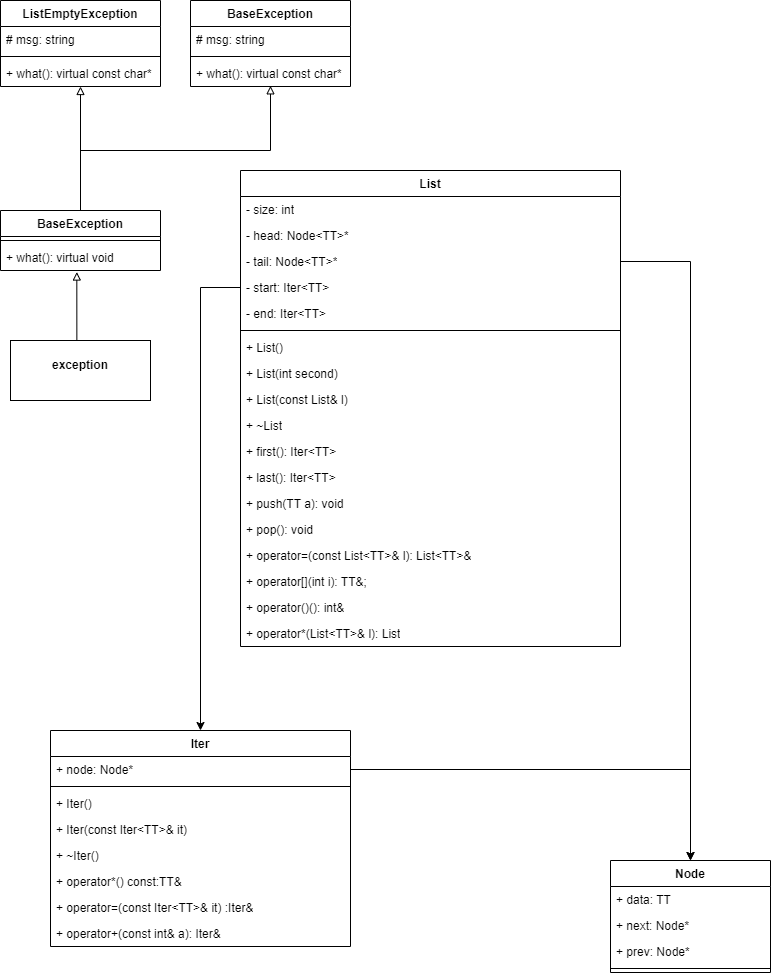 ListEmptyException
# msg: string
+ what(): virtual const char*
BaseException
# msg: string
+ what(): virtual const char*
BaseException
+ what(): virtual void
exception
List
- size: int
- head: Node<TT>*
- tail: Node<TT>*
- start: Iter<TT>
- end: Iter<TT>
+ List()
+ List(int second)
+ List(const List& l)
+ ~List
+ first(): Iter<TT>
+ last(): Iter<TT>
+ push(TT a): void
+ pop(): void
+ operator=(const List<TT>& l): List<TT>&
+ operator[](int i): TT&;
+ operator()(): int&
+ operator*(List<TT>& l): List
Iter
+ node: Node*
+ Iter()
+ Iter(const Iter<TT>& it)
+ ~Iter()
+ operator*() const:TT&
+ operator=(const Iter<TT>& it) :Iter&
+ operator+(const int& a): Iter&
Node
+ data: TT
+ next: Node*
+ prev: Node*